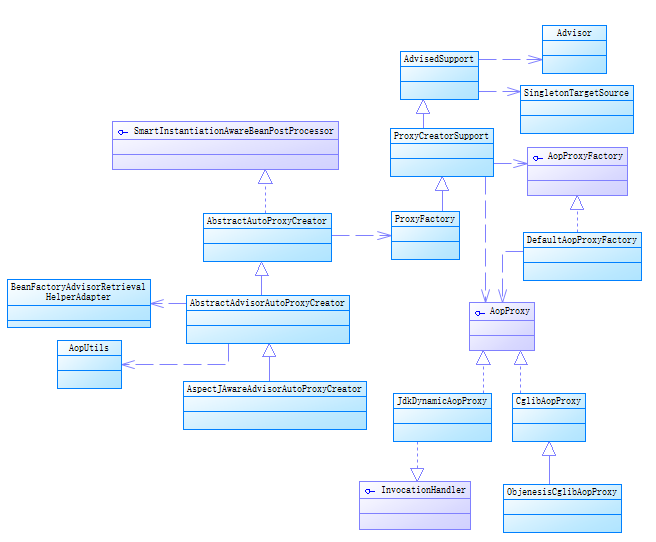 Advisor
AdvisedSupport
SingletonTargetSource
SmartInstantiationAwareBeanPostProcessor
ProxyCreatorSupport
AopProxyFactory
AbstractAutoProxyCreator
ProxyFactory
DefaultAopProxyFactory
BeanFactoryAdvisorRetrieval
HelperAdapter
AbstractAdvisorAutoProxyCreator
AopProxy
AopUtils
AspectJAwareAdvisorAutoProxyCreator
JdkDynamicAopProxy
CglibAopProxy
InvocationHandler
ObjenesisCglibAopProxy